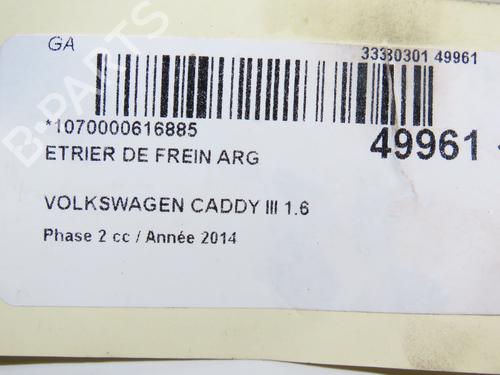 GA
33380301 49961
*1070000616885
49961
ETRIER DE FREIN ARG
VOLKSWAGEN CADDY III 1.6
Phase 2 cc / Année 2014
B-PARTS